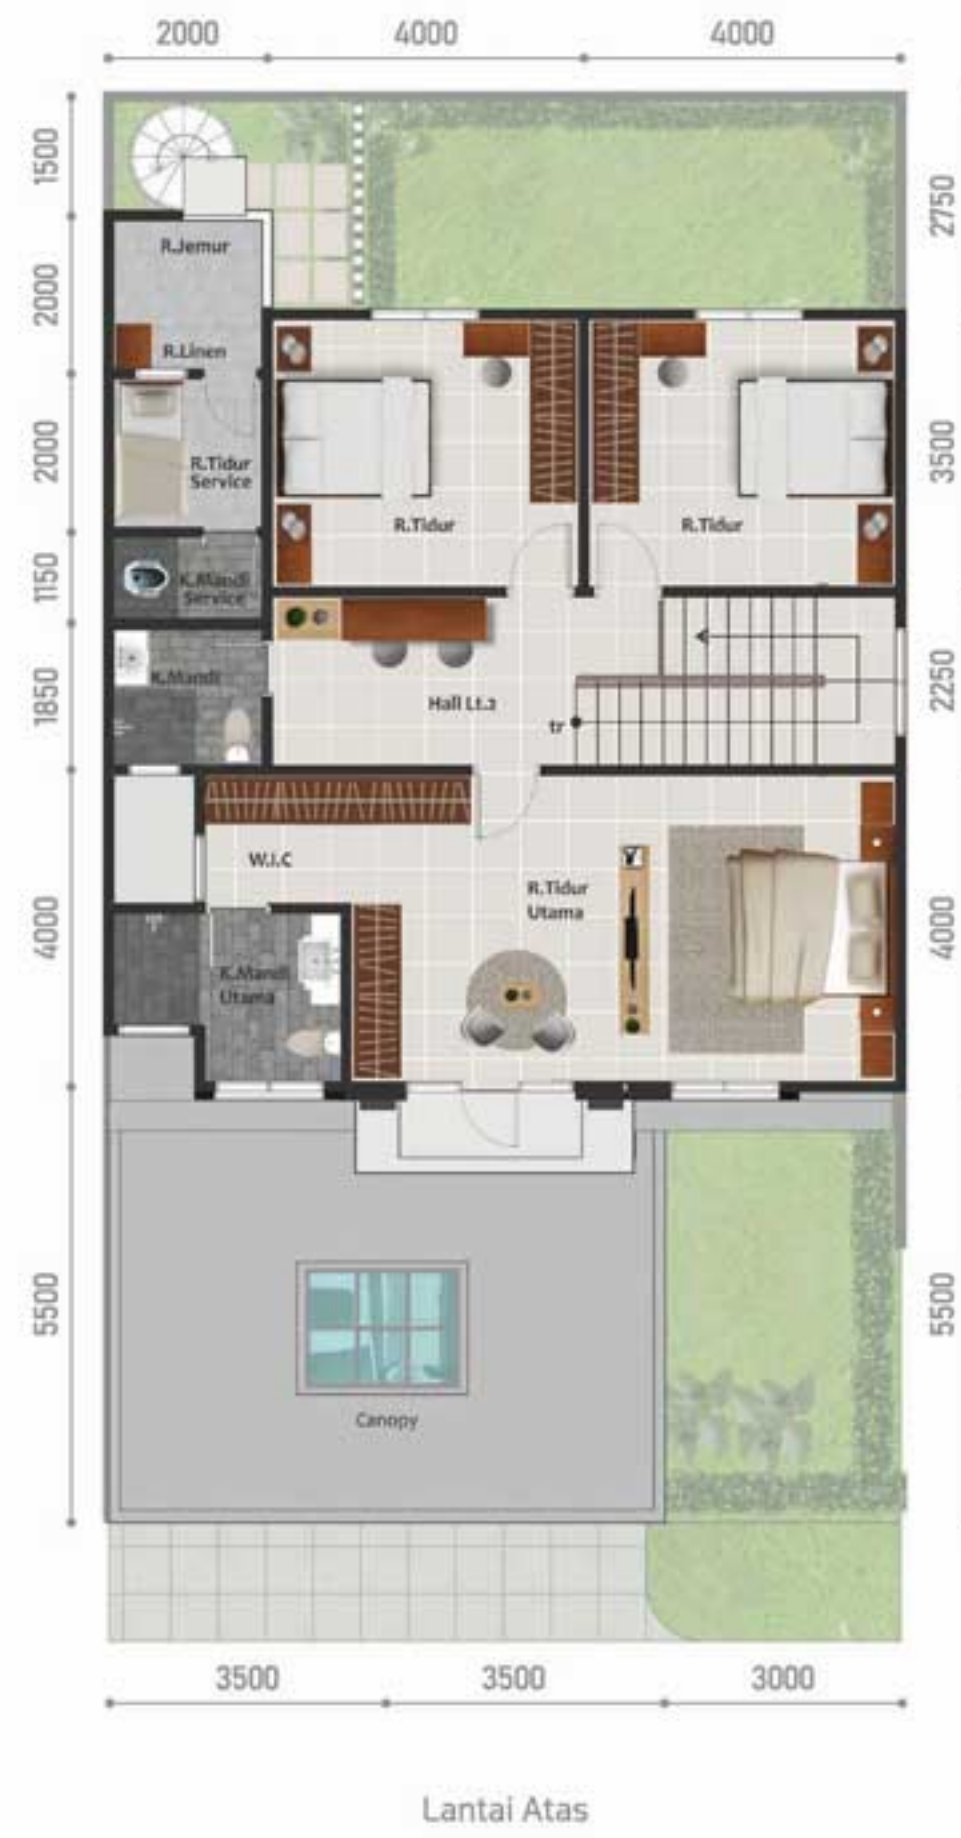 2000 4000 4000
1500
2750
R.Jemur
2000
R.Linen
2000
3500
R.Tidur
Service
R.Tidur
R.Tidur
1150
K.Mandi
Service
1850
2250
K.Mandi
Hall Lt.2
tr
W.I.C
R.Tidur
Utama
4000
4000
K.Mandi
Utama
5500
5500
Canopy
3500 3500 3000
Lantai Atas